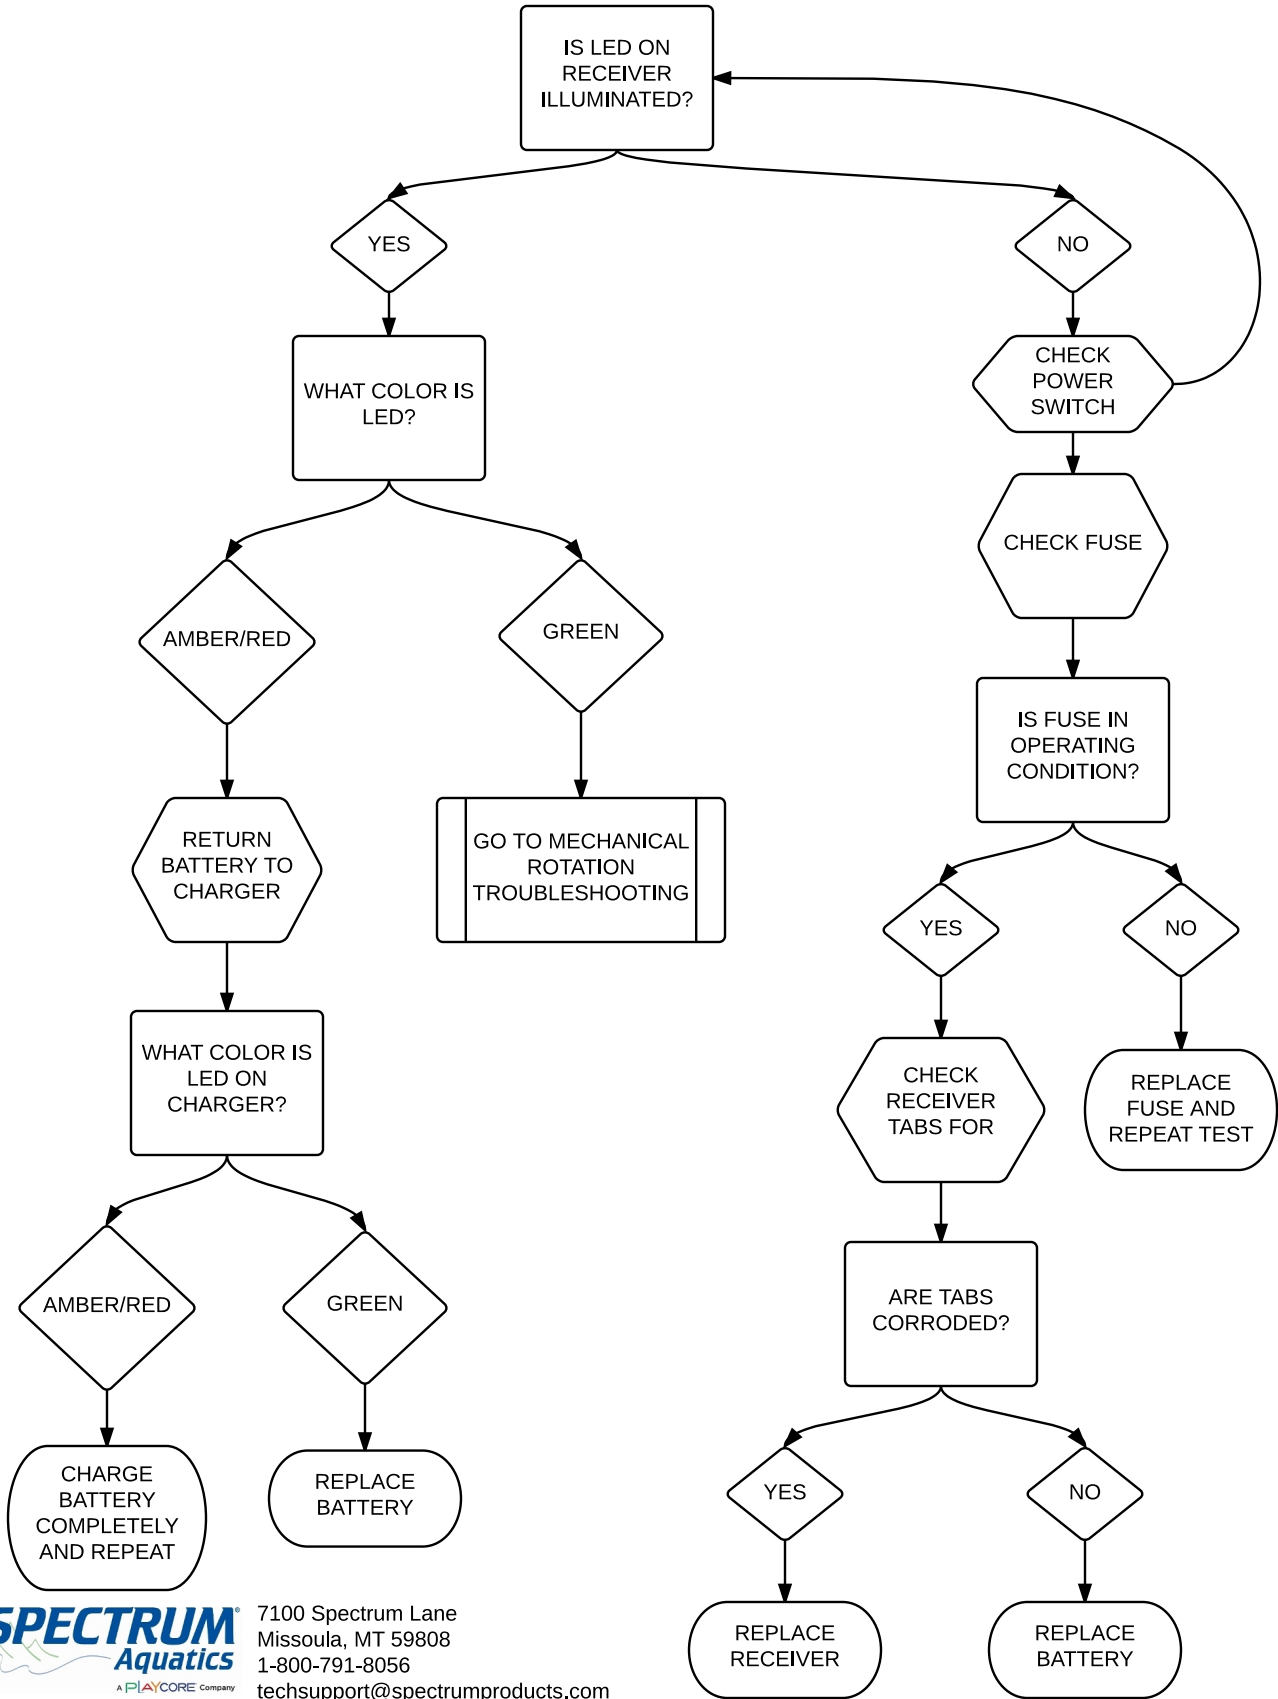 IS LED ON
RECEIVER
ILLUMINATED?
YES
NO
WHAT COLOR IS
LED?
CHECK
POWER
SWITCH
CHECK FUSE
AMBER/RED
GREEN
IS FUSE IN
OPERATING
CONDITION?
RETURN
BATTERY TO
CHARGER
GO TO MECHANICAL
ROTATION
TROUBLESHOOTING
YES
NO
WHAT COLOR IS
LED ON
CHARGER?
CHECK
RECEIVER
TABS FOR
REPLACE
FUSE AND
REPEAT TEST
AMBER/RED
GREEN
ARE TABS
CORRODED?
CHARGE
BATTERY
COMPLETELY
AND REPEAT
REPLACE
BATTERY
YES
NO
REPLACE
RECEIVER
REPLACE
BATTERY
SPECTRUM®
Aquatics
A PLAYCORE Company
7100 Spectrum Lane
Missoula, MT 59808
1-800-791-8056
techsupport@spectrumproducts.com